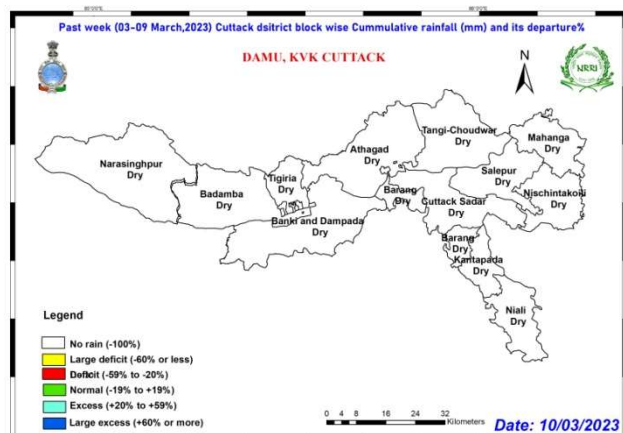 Past week (03-09 March,2023) Cuttack dsitrict block wise Cummulative rainfall (mm) and its departure%
DAMU, KVK CUTTACK
N
NRRI
Tangi-Choudwar
Dry
Mahanga
Dry
Athagad
Dry
Narasinghpur
Dry
Salepur
Dry
Tigiria
Dry
Badamba
Dry
Barang
Dry
Nischintakoili
Dry
Cuttack Sadar
Dry
Banki and Dampada
Dry
Barang
Dry
Kantapada
Dry
Niali
Dry
Legend
No rain (-100%)
Large deficit (-60% or less)
Deficit (-59% to -20%)
Normal (-19% to +19%)
Excess (+20% to +59%)
Large excess (+60% or more)
0 4 8 16 24 32
Kilometers
Date: 10/03/2023